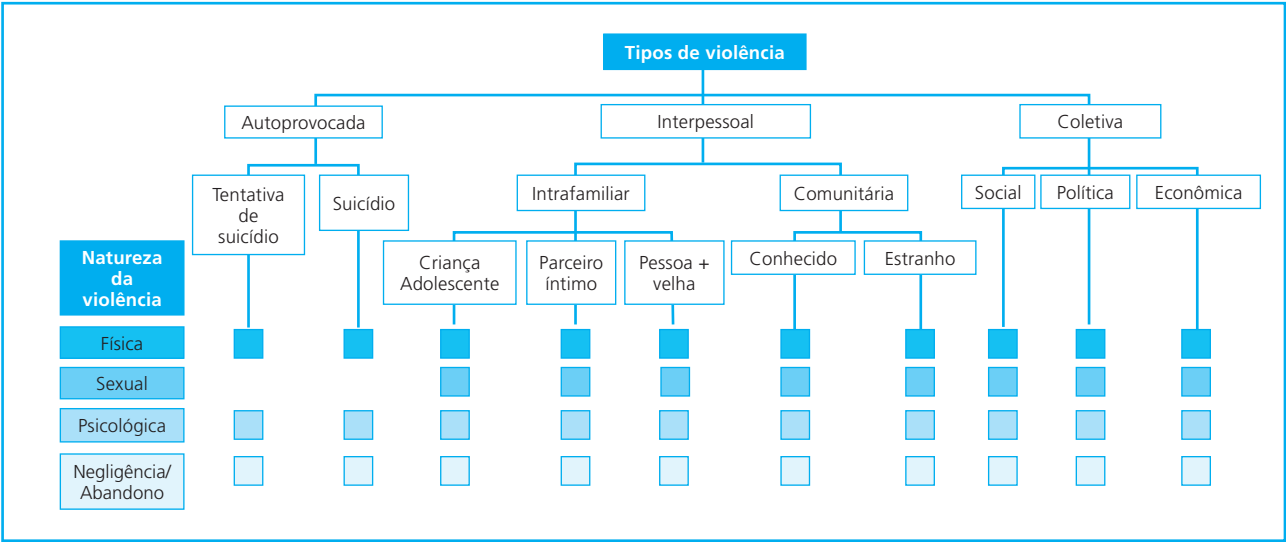 Tipos de violência
Autoprovocada
Interpessoal
Coletiva
Tentativa
de
suicídio
Suicídio
Intrafamiliar
Comunitária
Social
Política
Econômica
Criança
Adolescente
Parceiro
íntimo
Pessoa +
velha
Conhecido
Estranho
Natureza
da
violência
Física
Sexual
Psicológica
Negligência/
Abandono